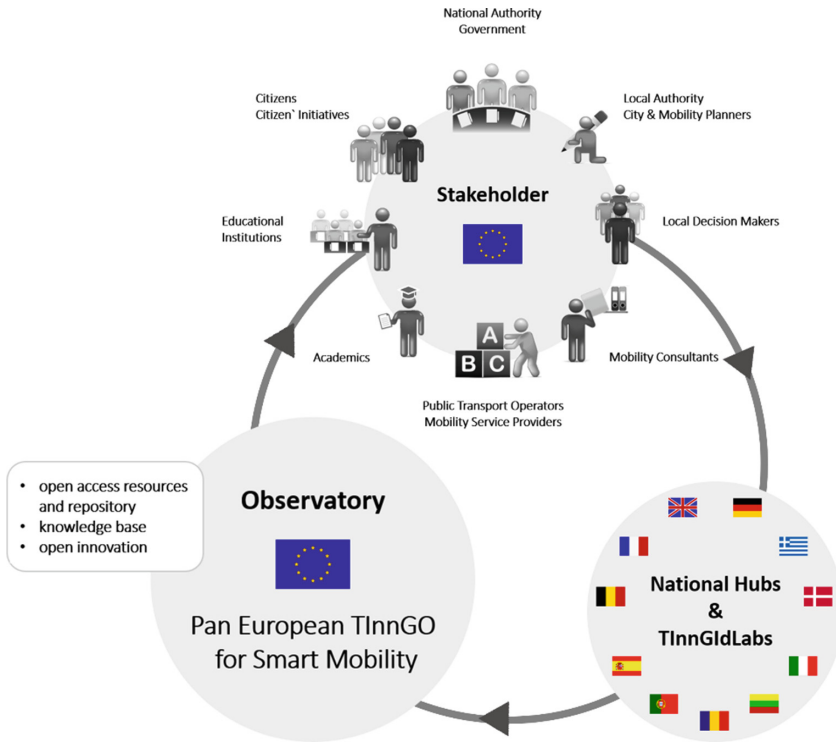 National Authority
Government
Citizens
Citizen` Initiatives
Local Authority
City & Mobility Planners
Stakeholder
Educational
Institutions
Local Decision Makers
Academics
A
B C
Mobility Consultants
Public Transport Operators
Mobility Service Providers
• open access resources
and repository
• knowledge base
• open innovation
Observatory
Pan European TInnGO
for Smart Mobility
National Hubs
&
TInnGIdLabs